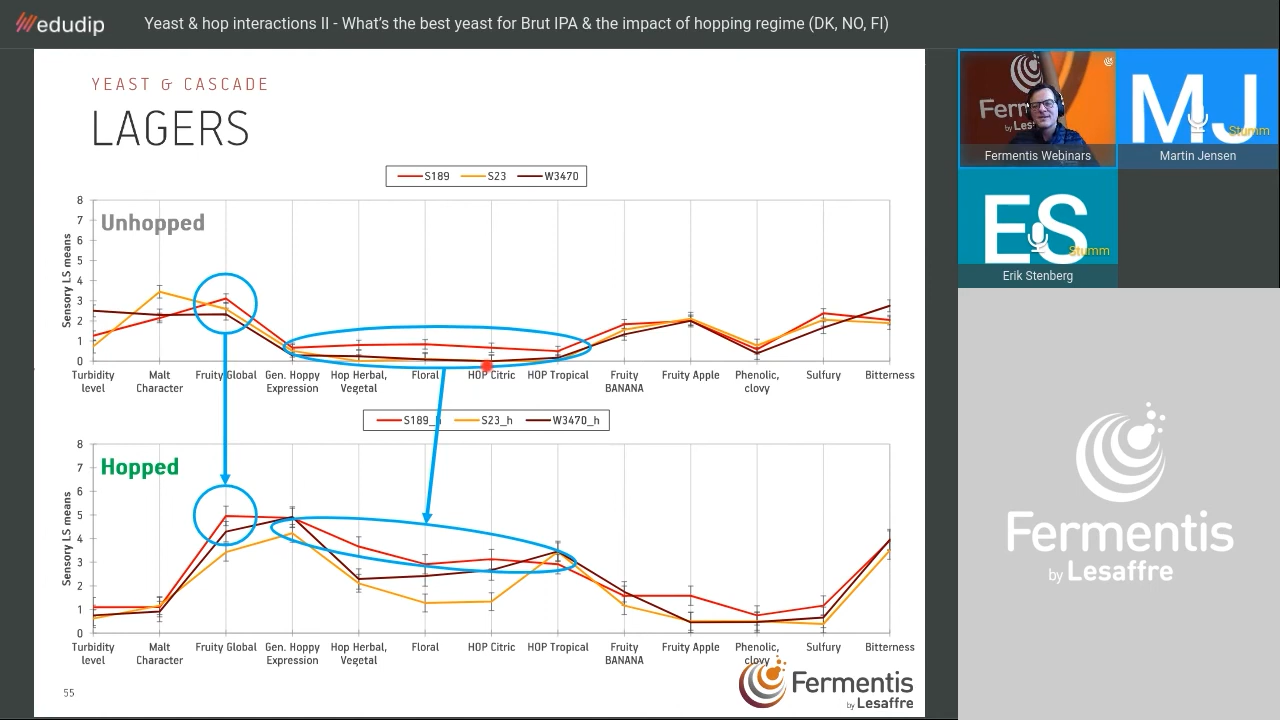 edudip
Yeast & hop interactions II - What's the best yeast for Brut IPA & the impact of hopping regime (DK, NO, FI)
YEAST & CASCADE
LAGERS
S189 S23 W3470
Unhopped
Sensory LS means
8
7
6
5
4
3
2
1
0
Turbidity level
Malt Character
Fruity Global
Gen. Hoppy Expression
Hop Herbal, Vegetal
Floral
HOP Citric
HOP Tropical
Fruity BANANA
Fruity Apple
Phenolic, clovy
Sulfury
Bitterness
S189_h S23_h W3470_h
Hopped
Sensory LS means
8
7
6
5
4
3
2
1
0
Turbidity level
Malt Character
Fruity Global
Gen. Hoppy Expression
Hop Herbal, Vegetal
Floral
HOP Citric
HOP Tropical
Fruity BANANA
Fruity Apple
Phenolic, clovy
Sulfury
Bitterness
55
Fermentis
by Lesaffre
Fermentis Webinars
MJ
Stumm
Martin Jensen
ES
Stumm
Erik Stenberg
Fermentis
by Lesaffre